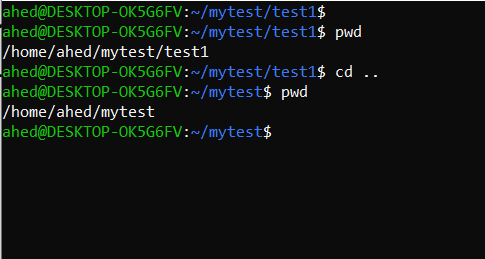 ahed@DESKTOP-OK5G6FV:~/mytest/test1$
ahed@DESKTOP-OK5G6FV:~/mytest/test1$ pwd
/home/ahed/mytest/test1
ahed@DESKTOP-OK5G6FV:~/mytest/test1$ cd ..
ahed@DESKTOP-OK5G6FV:~/mytest$ pwd
/home/ahed/mytest
ahed@DESKTOP-OK5G6FV:~/mytest$